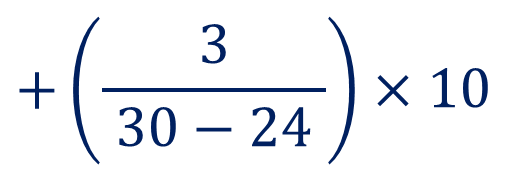 + (3 / (30 − 24)) × 10